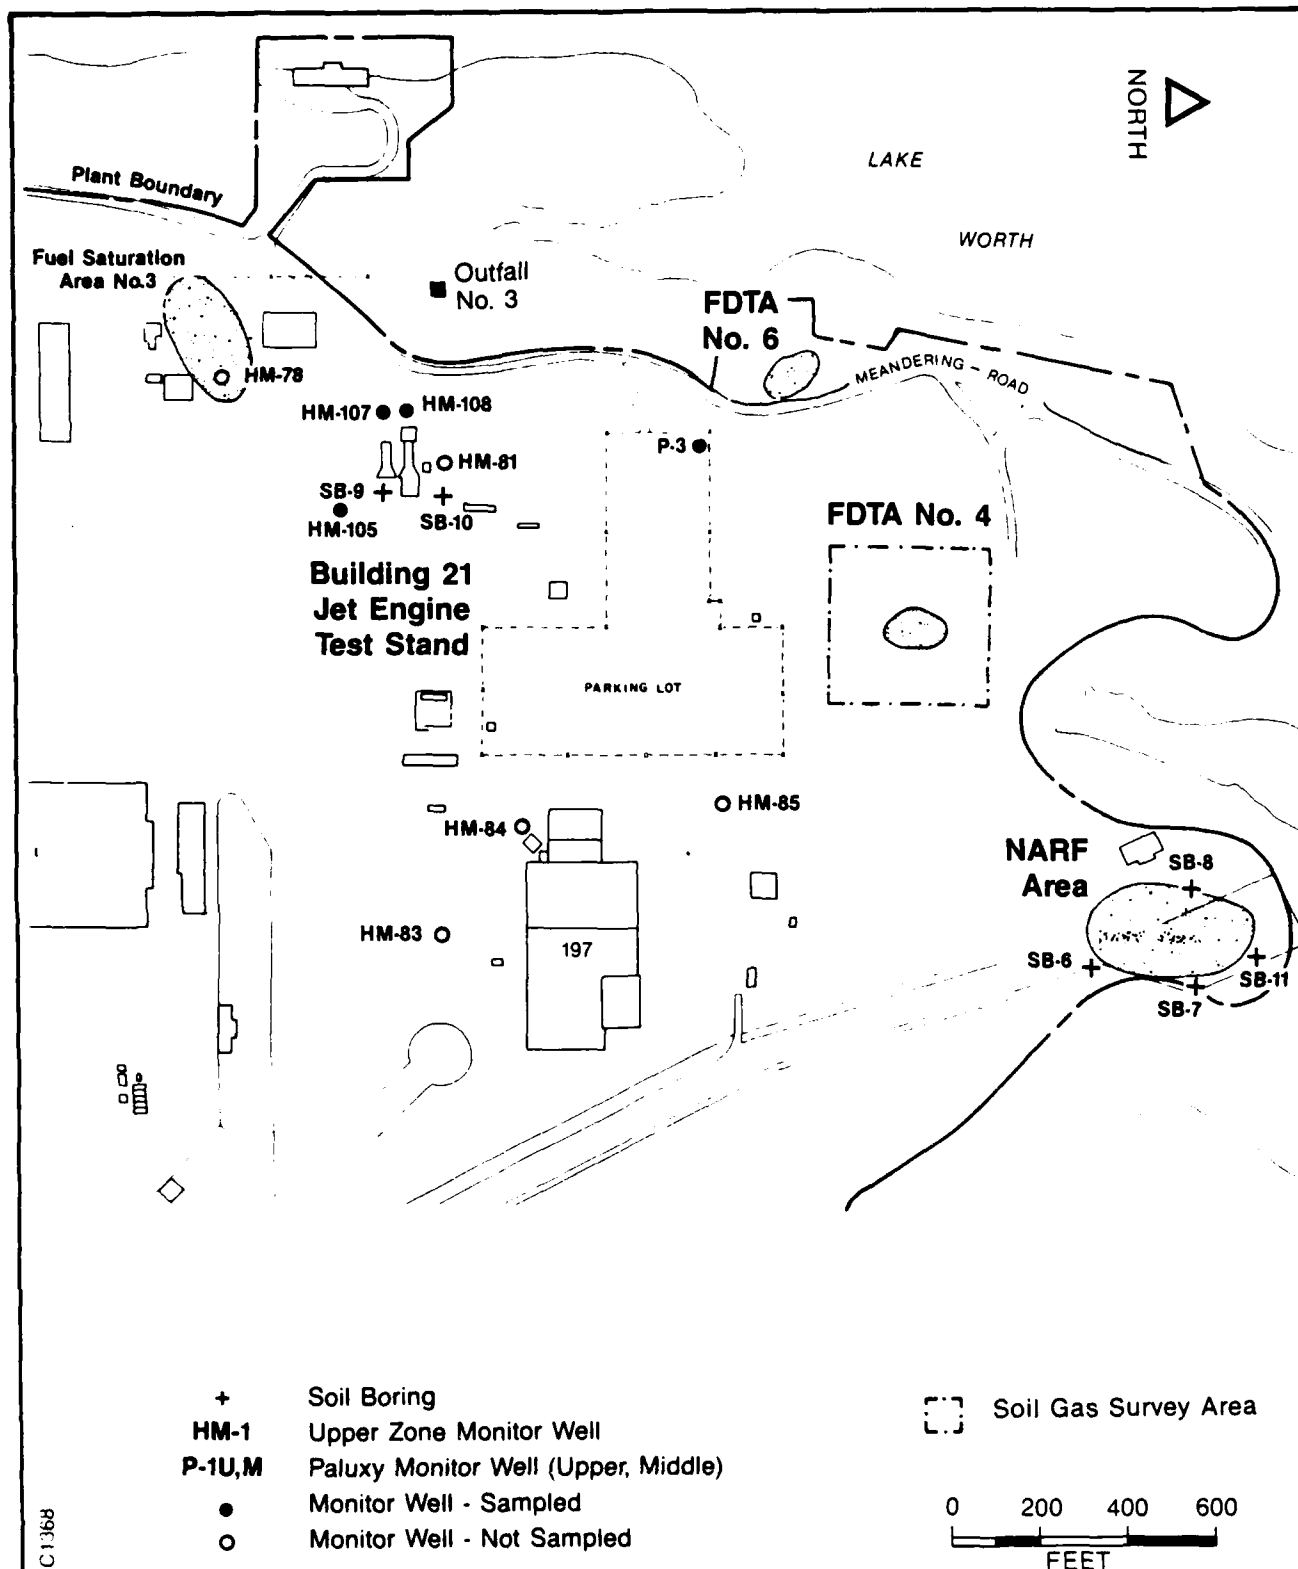 NORTH
LAKE
WORTH
Plant Boundary
Fuel Saturation
Area No.3
Outfall
No. 3
FDTA
No. 6
MEANDERING - ROAD
HM-78
HM-107
HM-108
P-3
HM-81
SB-9
SB-10
HM-105
FDTA No. 4
Building 21
Jet Engine
Test Stand
PARKING LOT
HM-85
HM-84
NARF
Area
SB-8
HM-83
197
SB-6
SB-11
SB-7
+ Soil Boring
HM-1 Upper Zone Monitor Well
P-1U,M Paluxy Monitor Well (Upper, Middle)
Monitor Well - Sampled
Monitor Well - Not Sampled
Soil Gas Survey Area
0 200 400 600
FEET
C1368